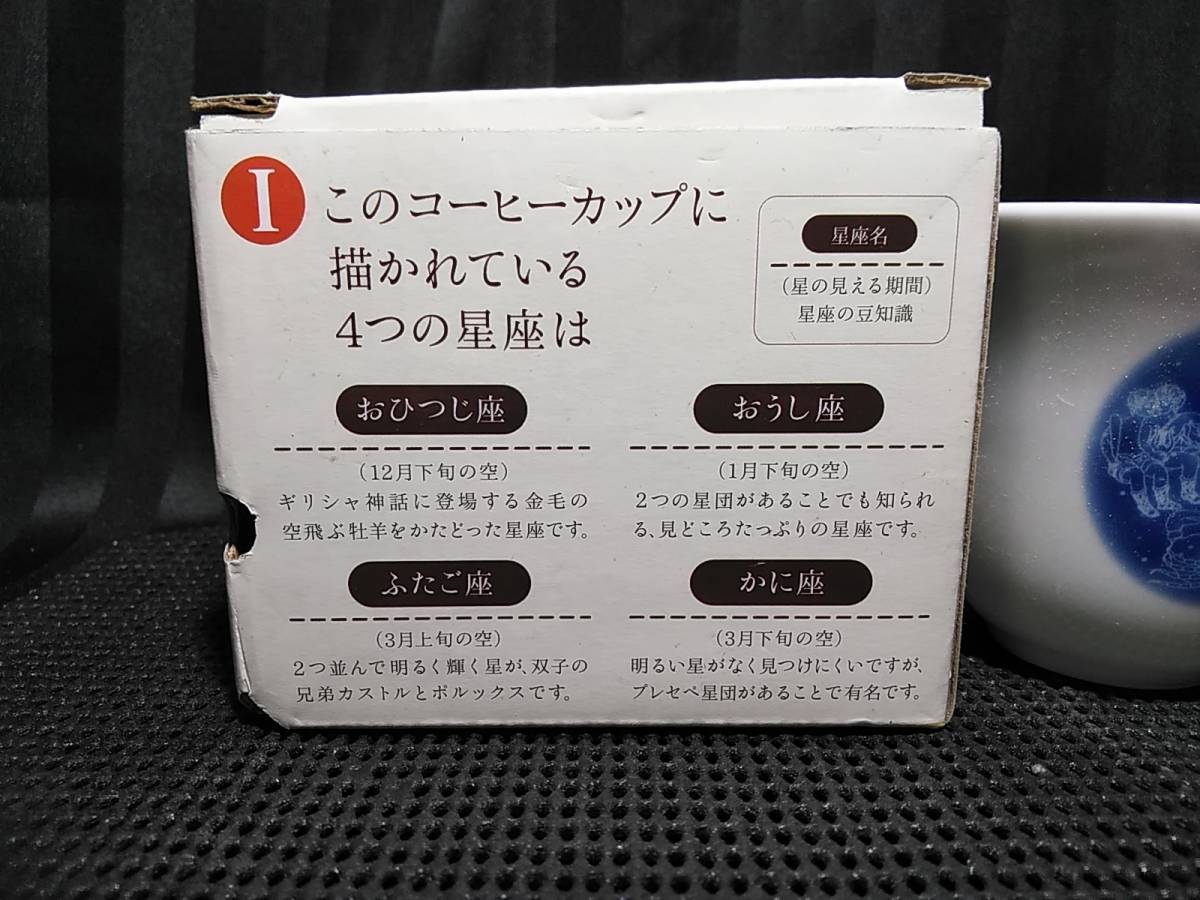 I
このコーヒーカップに
描かれている
4つの星座は
星座名
（星の見える期間）
星座の豆知識
おひつじ座
（12月下旬の空）
ギリシャ神話に登場する金毛の
空飛ぶ牡羊をかたどった星座です。
おうし座
（1月下旬の空）
2つの星団があることでも知られ
る、見どころたっぷりの星座です。
ふたご座
（3月上旬の空）
2つ並んで明るく輝く星が、双子の
兄弟カストルとポルックスです。
かに座
（3月下旬の空）
明るい星がなく見つけにくいですが、
プレセペ星団があることで有名です。